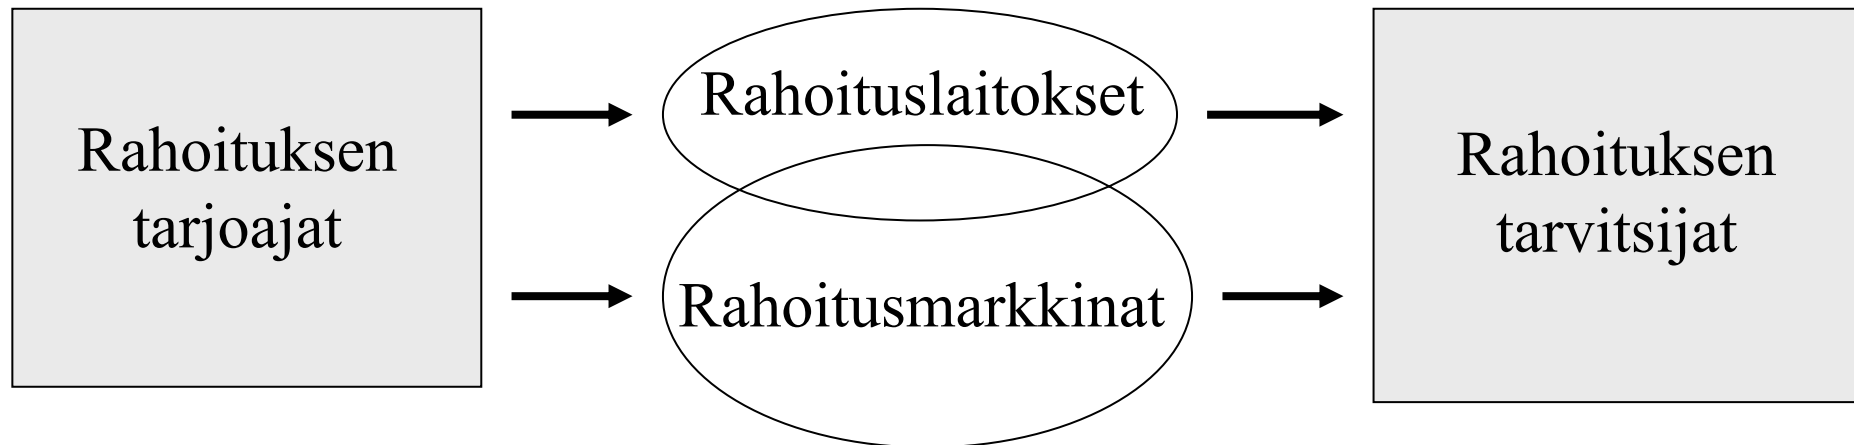 Rahoituksen
tarjoajat
Rahoituslaitokset
Rahoitusmarkkinat
Rahoituksen
tarvitsijat